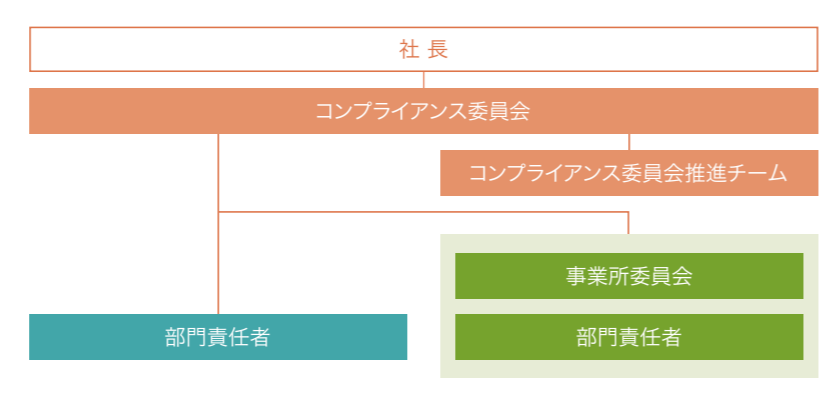 社 長
コンプライアンス委員会
コンプライアンス委員会推進チーム
事業所委員会
部門責任者
部門責任者